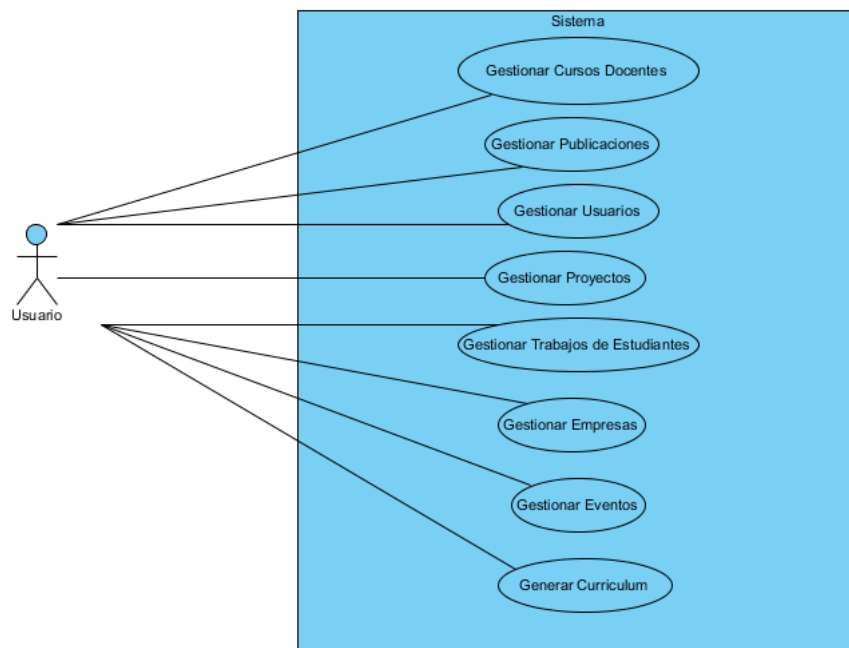 Sistema
Gestionar Cursos Docentes
Gestionar Publicaciones
Gestionar Usuarios
Gestionar Proyectos
Usuario
Gestionar Trabajos de Estudiantes
Gestionar Empresas
Gestionar Eventos
Generar Curriculum